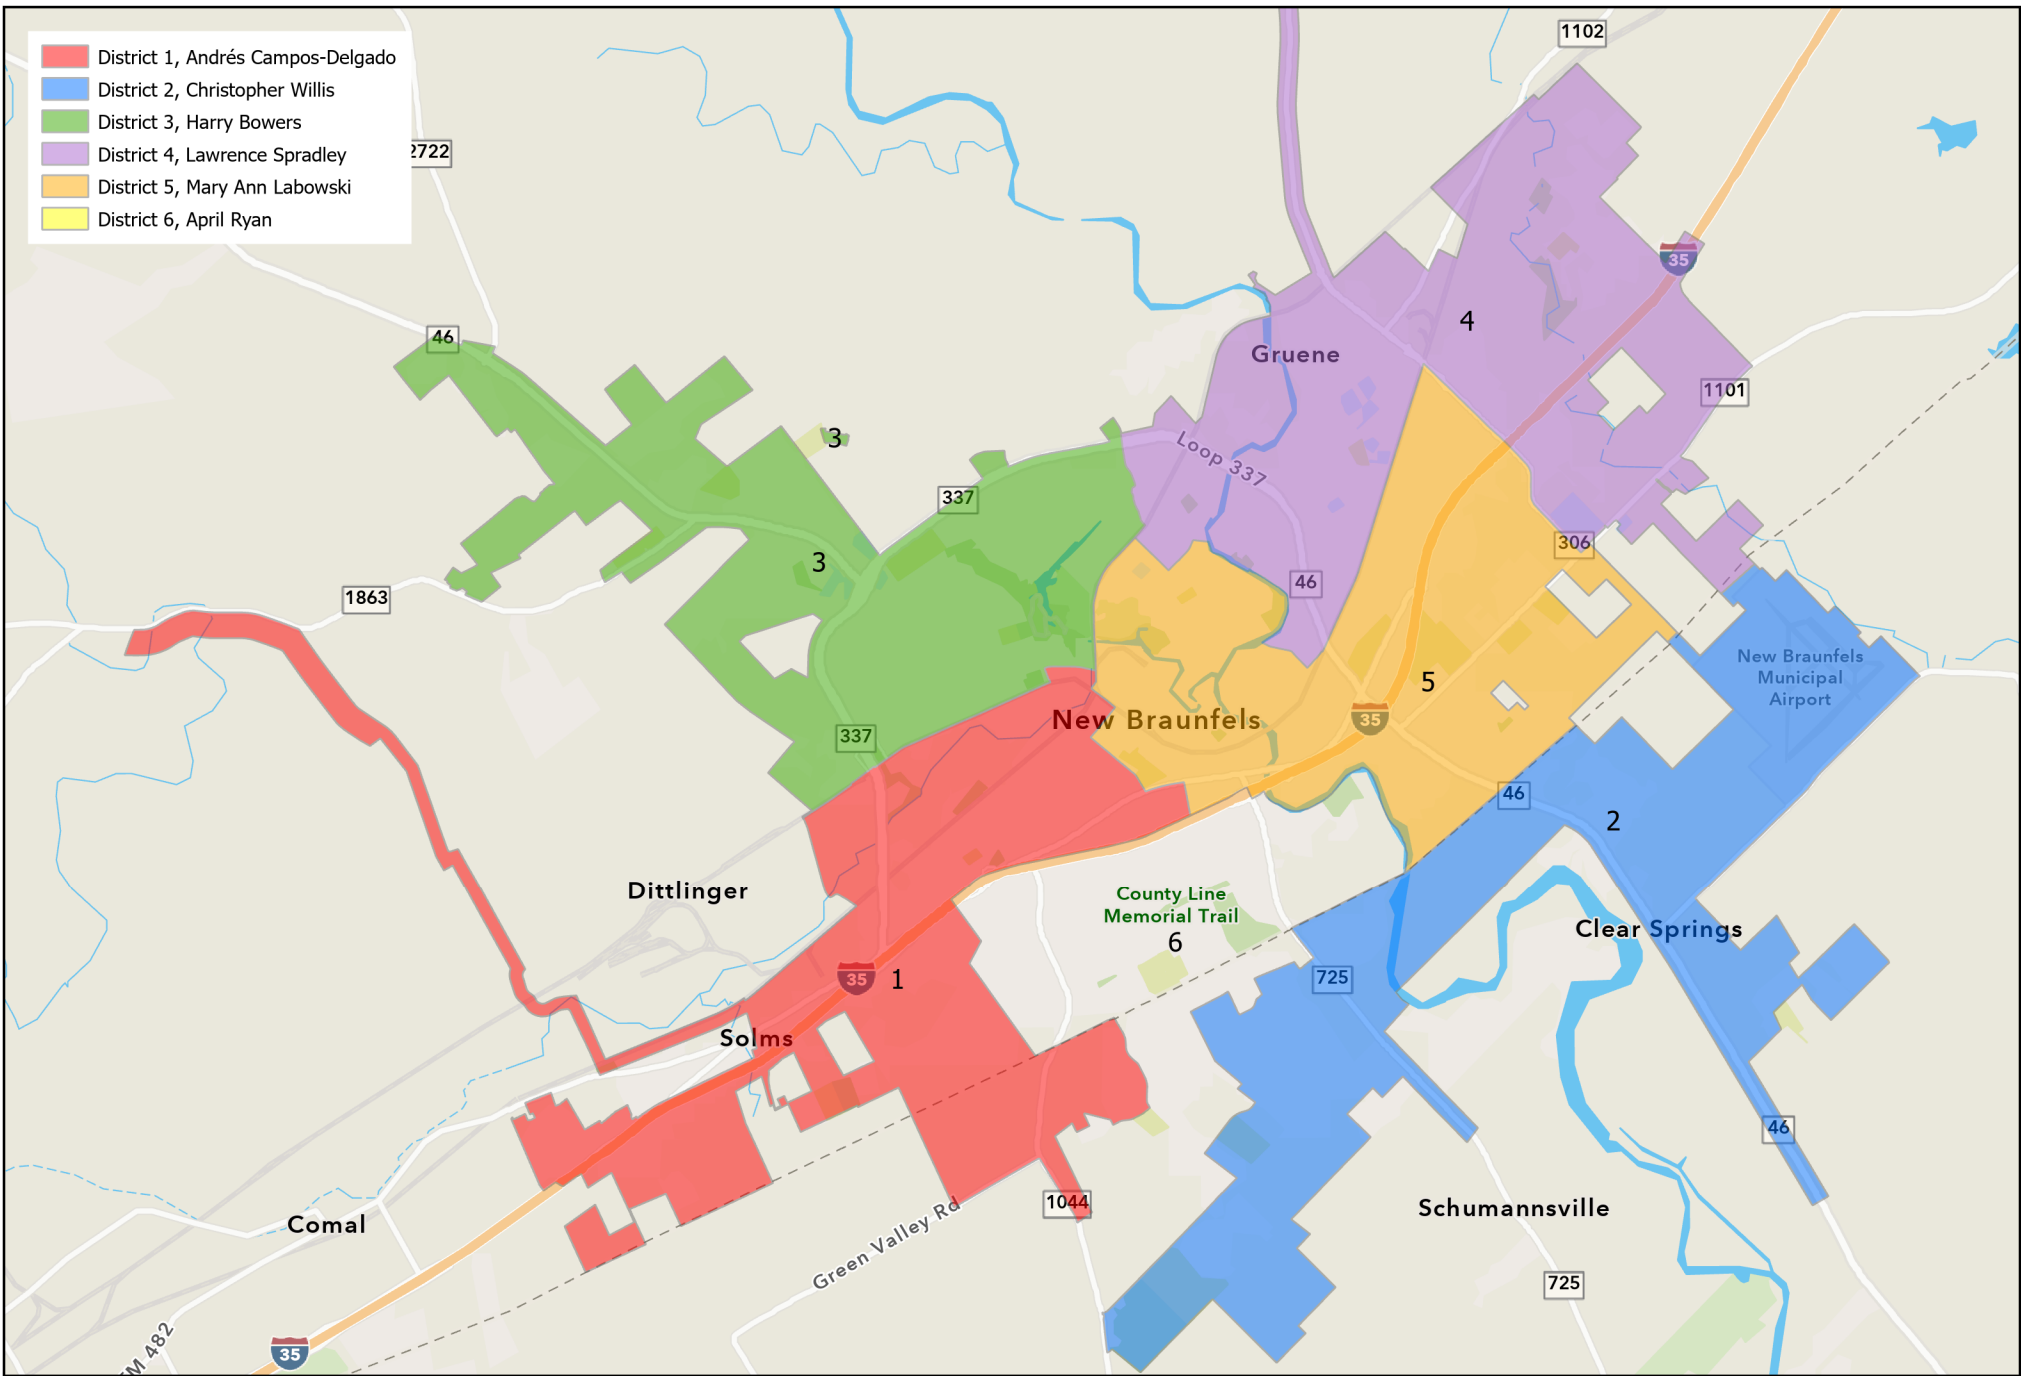 District 1, Andrés Campos-Delgado
District 2, Christopher Willis
District 3, Harry Bowers
District 4, Lawrence Spradley
District 5, Mary Ann Labowski
District 6, April Ryan
1102
2722
35
46
4
Gruene
1101
3
Loop 337
337
306
3
46
1863
New Braunfels
Municipal
Airport
5
New Braunfels
35
337
46
2
Dittlinger
County Line
Memorial Trail
6
Clear Springs
35
1
725
Solms
46
1044
Schumannsville
Comal
Green Valley Rd
725
35
FM 482